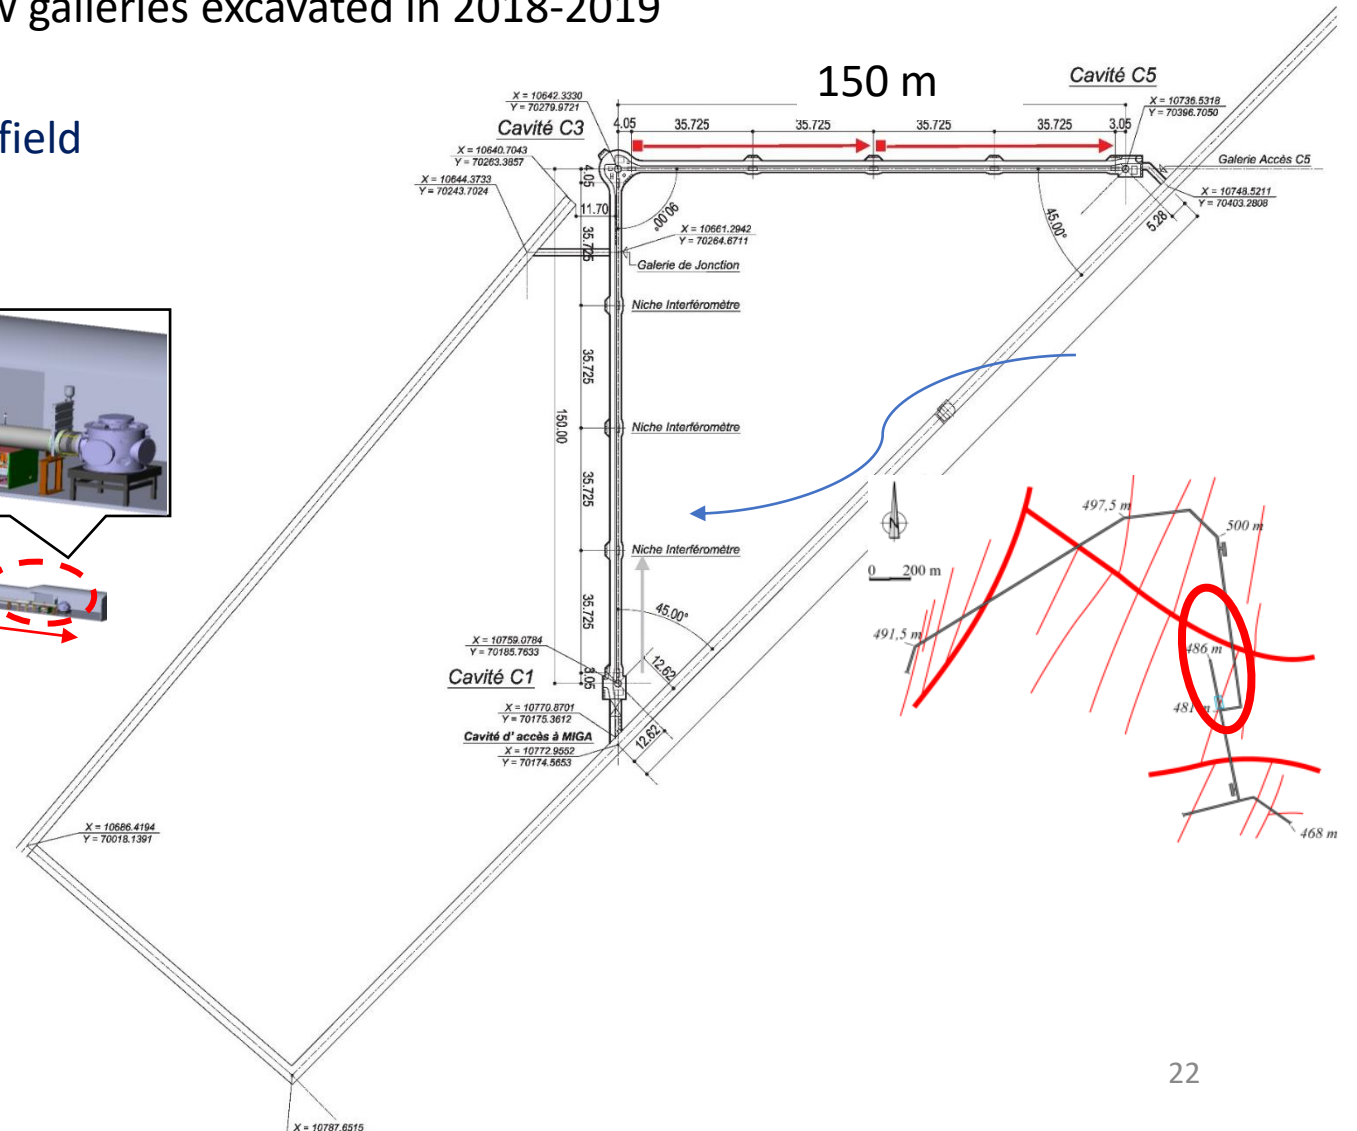 w galleries excavated in 2018-2019
field
150 m
Cavité C5
X = 10642.3330
Y = 70279.9721
X = 10736.5318
Y = 70396.7050
Cavité C3
4.05
35.725
35.725
35.725
35.725
3.05
X = 10640.7043
Y = 70263.3857
Galerie Accès C5
X = 10644.3733
Y = 70243.7024
4.05
X = 10748.5211
Y = 70403.2808
11.70
90.00°
45.00°
5.28
35.725
X = 10661.2942
Y = 70264.6711
Galerie de Jonction
Niche Interféromètre
35.725
150.00
Niche Interféromètre
35.725
Niche Interféromètre
35.725
45.00°
X = 10759.0784
Y = 70185.7633
12.62
Cavité C1
3.05
X = 10770.8701
Y = 70175.3612
Cavité d' accès à MIGA
12.62
X = 10772.9552
Y = 70174.5653
X = 10686.4194
Y = 70018.1391
X = 10787.6515
N
0 200 m
497,5 m
500 m
491,5 m
486 m
481 m
468 m
22